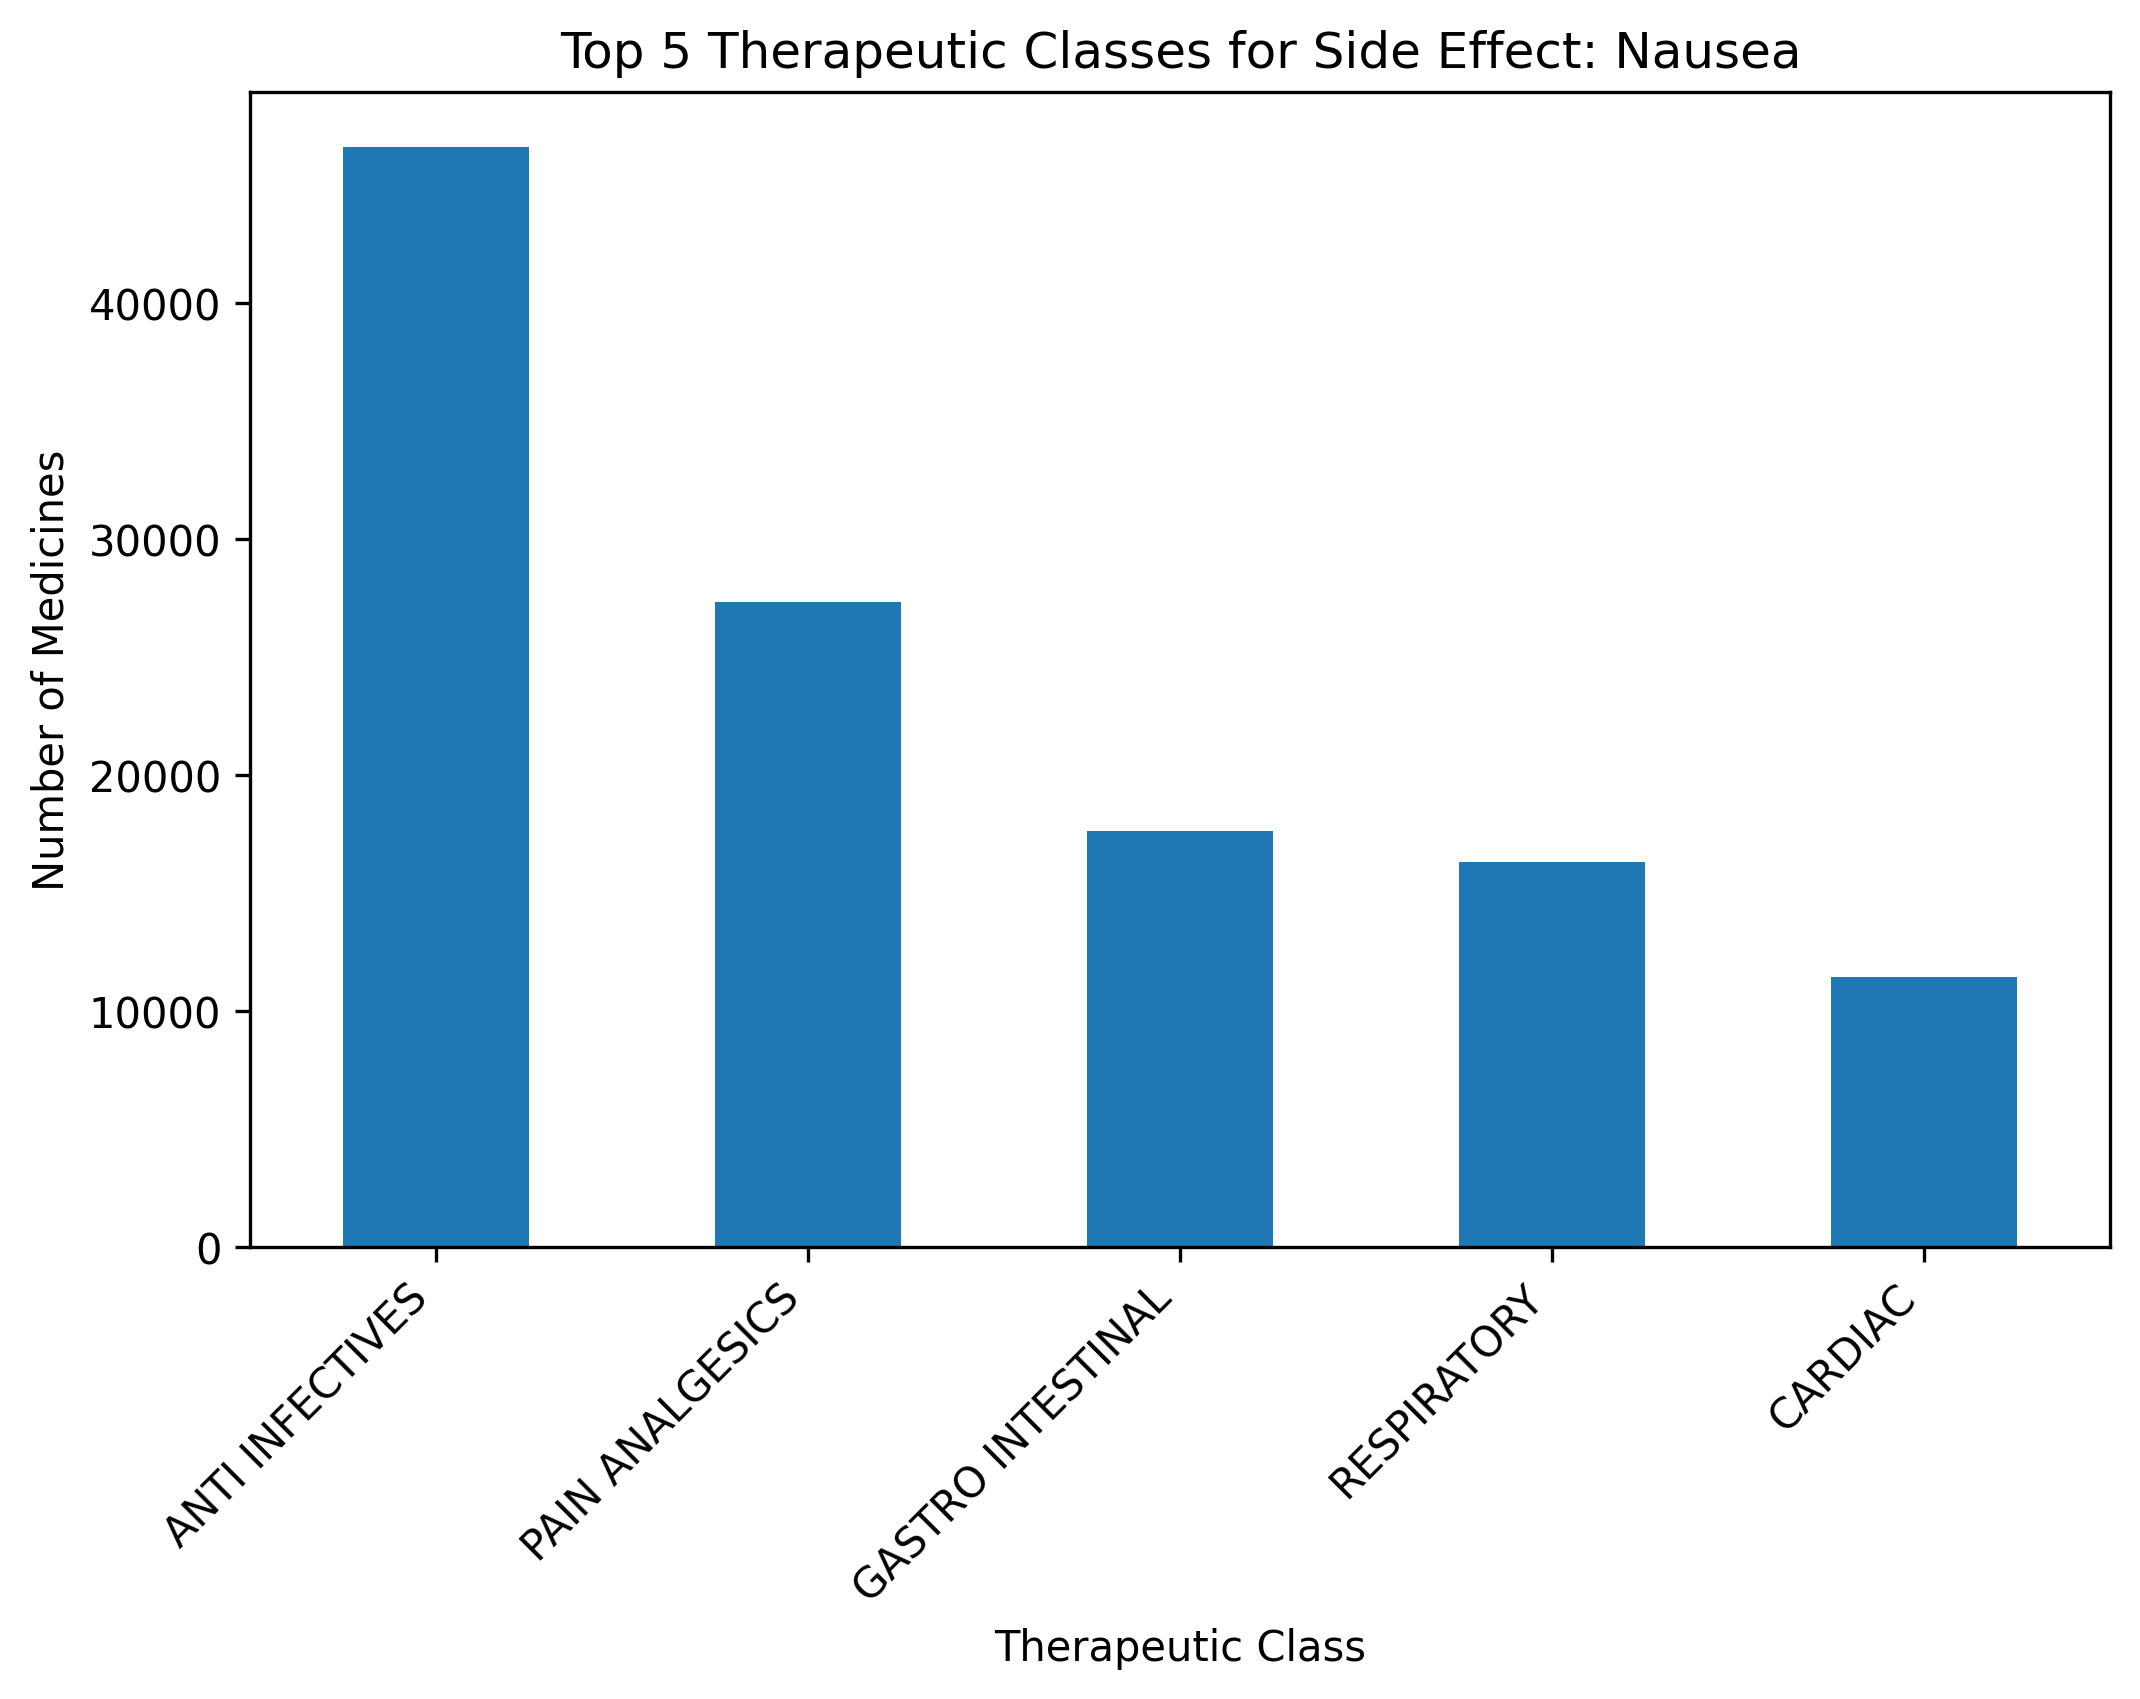 Top 5 Therapeutic Classes for Side Effect: Nausea
Number of Medicines
40000
30000
20000
10000
0
ANTI INFECTIVES
PAIN ANALGESICS
GASTRO INTESTINAL
RESPIRATORY
CARDIAC
Therapeutic Class